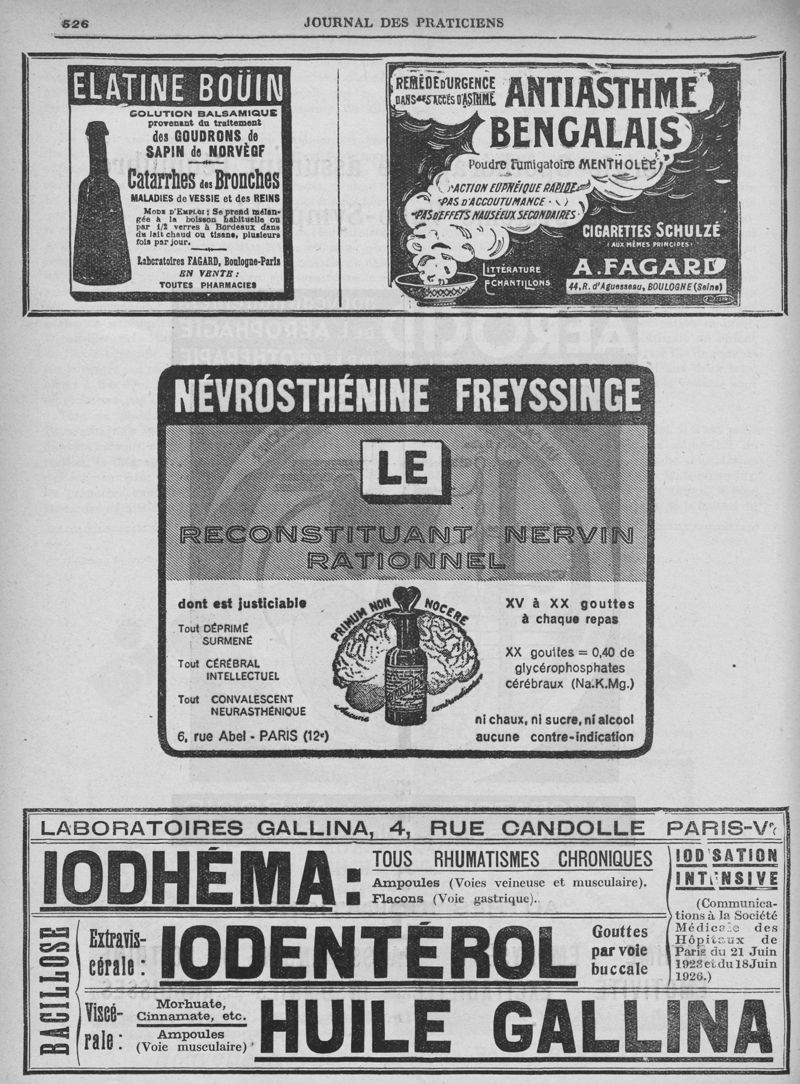 626
JOURNAL DES PRATICIENS
ELATINE BOÜIN
SOLUTION BALSAMIQUE
provenant du traitement
des GOUDRONS de
SAPIN de NORVÈGE
Catarrhes des Bronches
MALADIES de VESSIE et des REINS
MODE D'EMPLOI : Se prend mélan-
gée à la boisson habituelle ou
par 1/2 verres à Bordeaux dans
du lait chaud ou tisane, plusieurs
fois par jour.
Laboratoires FAGARD, Boulogne-Paris
EN VENTE :
TOUTES PHARMACIES
REMÈDE D'URGENCE
DANS LES ACCÈS D'ASTHME
ANTIASTHME
BENGALAIS
Poudre Fumigatoire MENTHOLÉE
·ACTION EUPNÉIQUE RAPIDE·
·PAS D'ACCOUTUMANCE·
·PAS D'EFFETS NAUSÉEUX SECONDAIRES·
CIGARETTES SCHULZÉ
(AUX MÊMES PRINCIPES)
LITTÉRATURE
ÉCHANTILLONS
A. FAGARD
44, R. d'Aguesseau, BOULOGNE (Seine)
NÉVROSTHÉNINE FREYSSINGE
LE
RECONSTITUANT NERVIN
RATIONNEL
dont est justiciable
Tout DÉPRIMÉ
SURMENÉ
Tout CÉRÉBRAL
INTELLECTUEL
Tout CONVALESCENT
NEURASTHÉNIQUE
6, rue Abel - PARIS (12e)
PRIMUM NON NOCERE
Aucune contreindication
XV à XX gouttes
à chaque repas
XX gouttes = 0,40 de
glycérophosphates
cérébraux (Na.K.Mg.)
ni chaux, ni sucre, ni alcool
aucune contre-indication
LABORATOIRES GALLINA, 4, RUE CANDOLLE PARIS-Ve
IODHÉMA :
TOUS RHUMATISMES CHRONIQUES
Ampoules (Voies veineuse et musculaire).
Flacons (Voie gastrique).
IODISATION
INTENSIVE
(Communica-
tions à la Société
Médicale des
Hôpitaux de
Paris du 21 Juin
1923 et du 18 Juin
1926.)
BACILLOSE
Extravis-
cérale :
IODENTÉROL
Gouttes
par voie
buccale
Viscé-
rale :
Morhuate,
Cinnamate, etc.
Ampoules
(Voie musculaire)
HUILE GALLINA